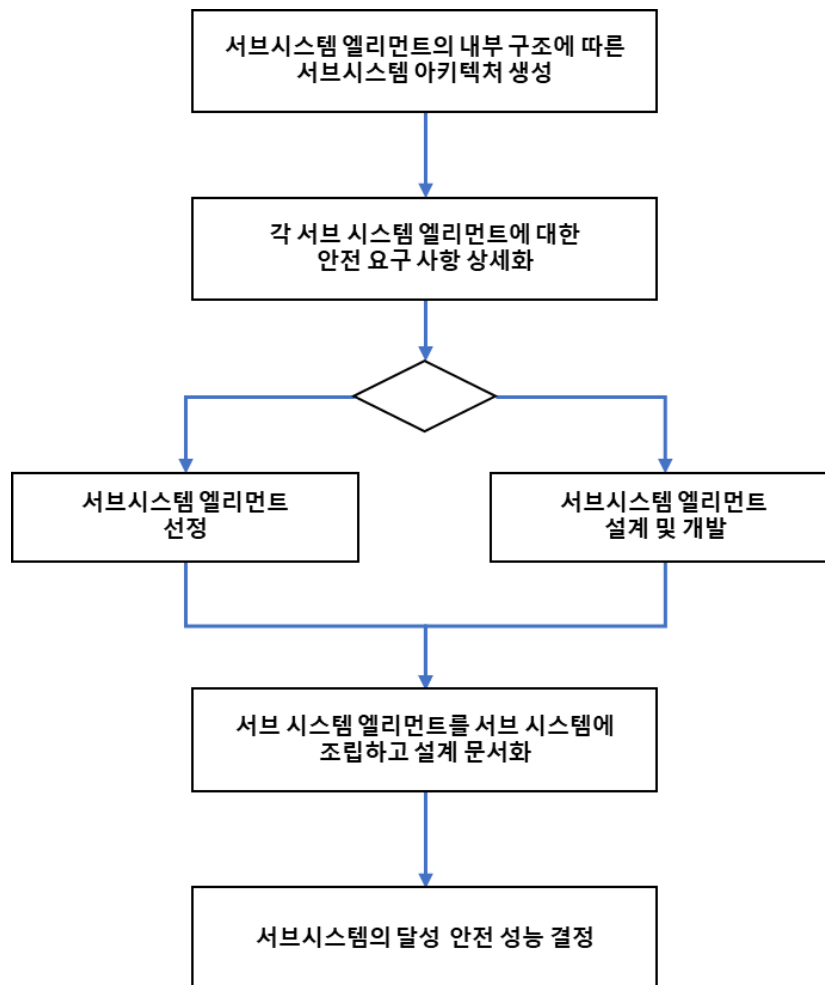 서브시스템 엘리먼트의 내부 구조에 따른
서브시스템 아키텍처 생성
각 서브 시스템 엘리먼트에 대한
안전 요구 사항 상세화
서브시스템 엘리먼트
선정
서브시스템 엘리먼트
설계 및 개발
서브 시스템 엘리먼트를 서브 시스템에
조립하고 설계 문서화
서브시스템의 달성 안전 성능 결정